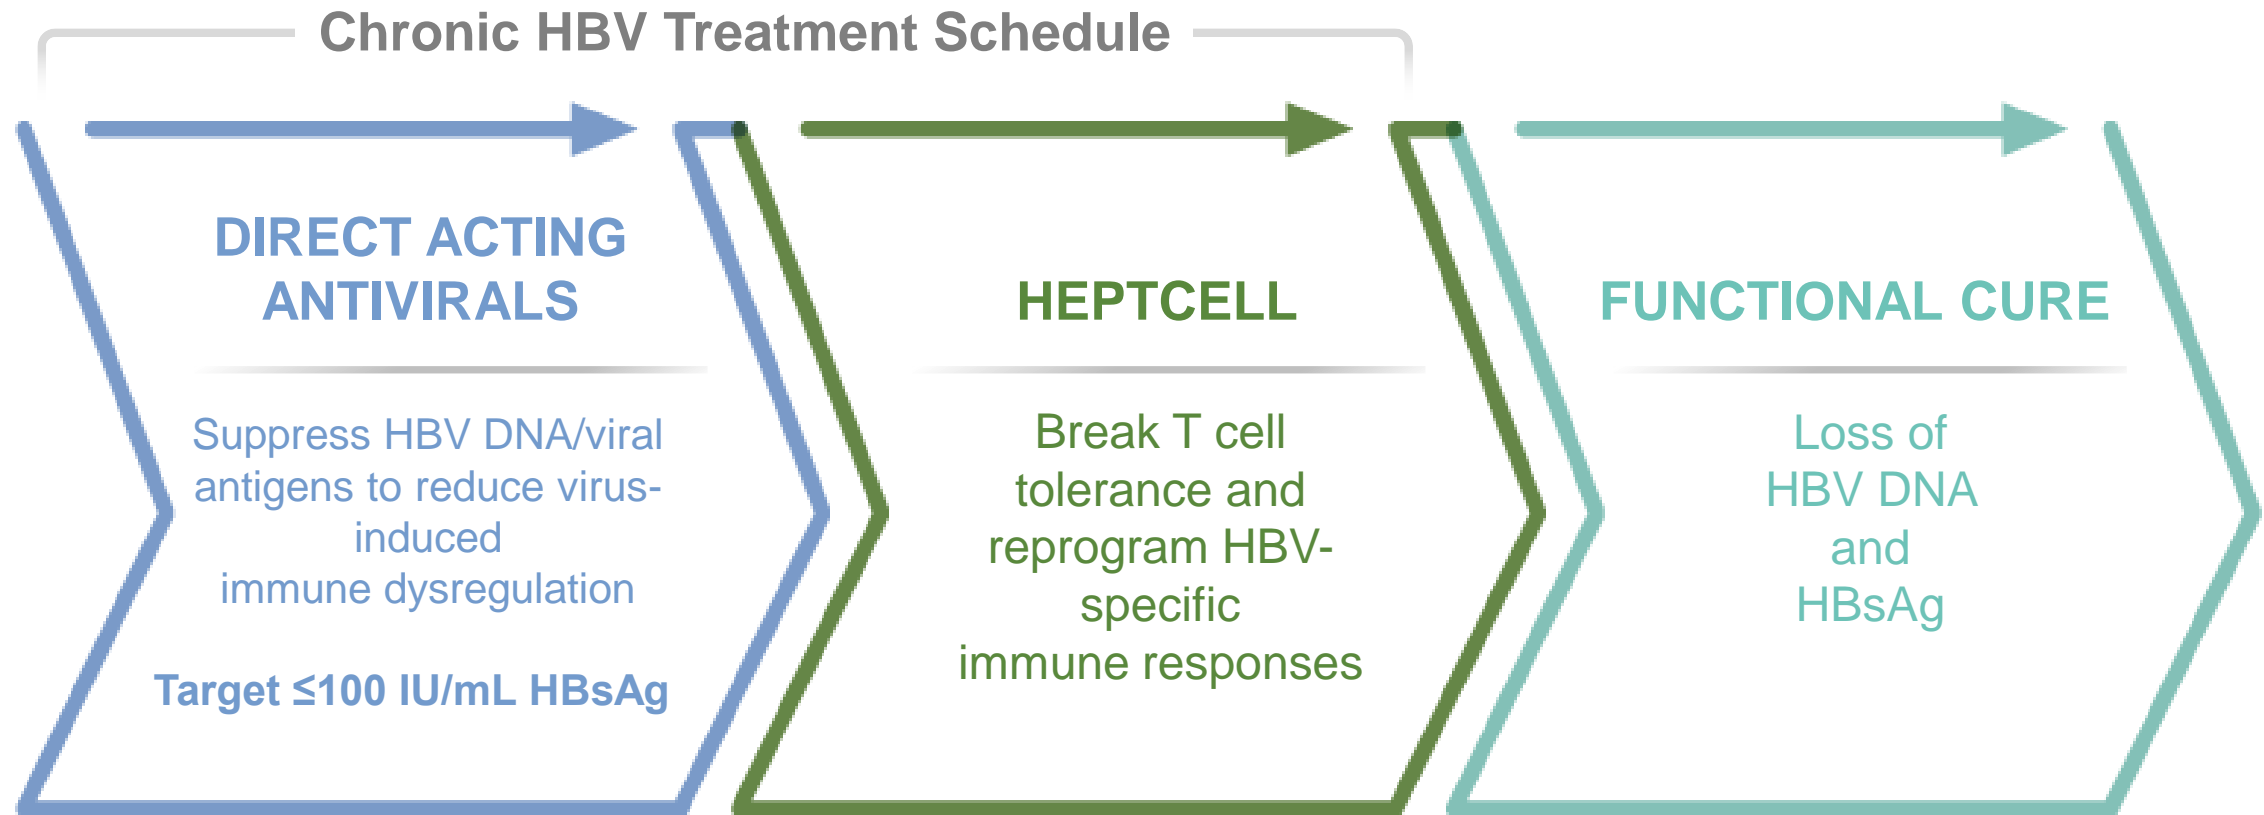 Chronic HBV Treatment Schedule
DIRECT ACTING
ANTIVIRALS
Suppress HBV DNA/viral
antigens to reduce virus-
induced
immune dysregulation
Target ≤100 IU/mL HBsAg
HEPTCELL
Break T cell
tolerance and
reprogram HBV-
specific
immune responses
FUNCTIONAL CURE
Loss of
HBV DNA
and
HBsAg